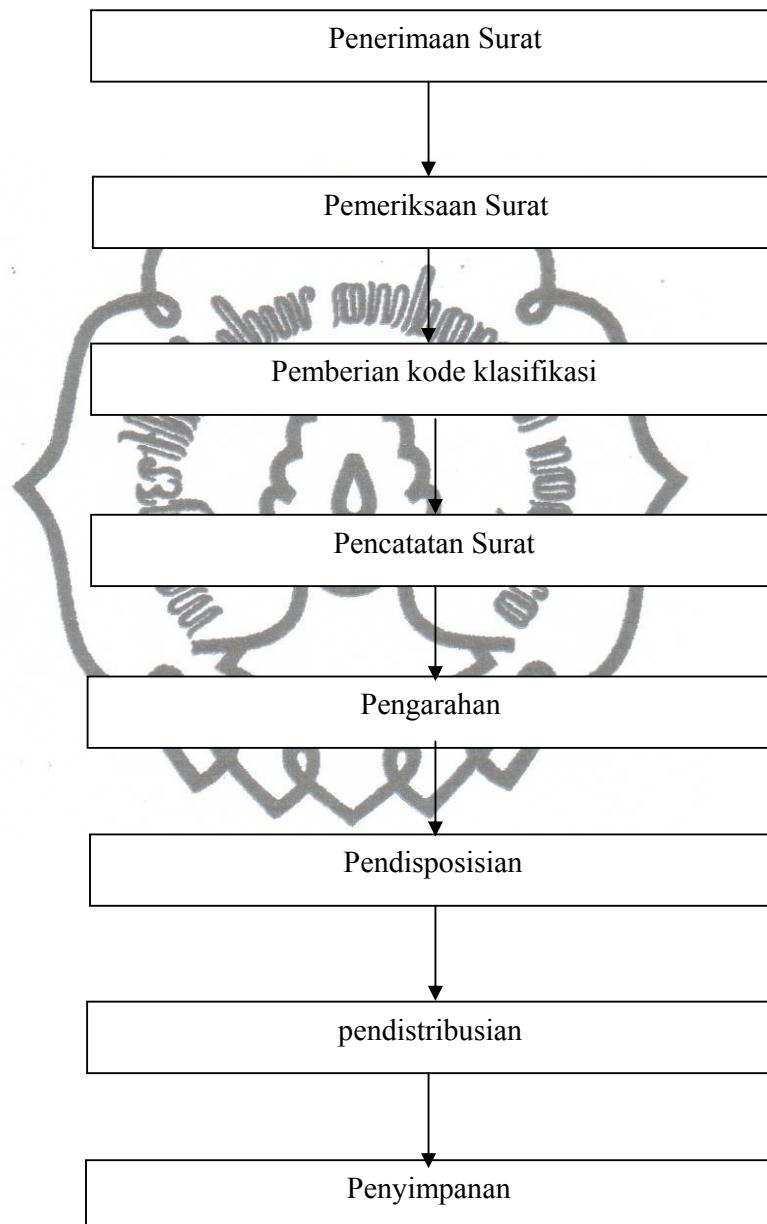 Penerimaan Surat
Pemeriksaan Surat
Pemberian kode klasifikasi
Pencatatan Surat
Pengarahan
Pendisposisian
pendistribusian
Penyimpanan